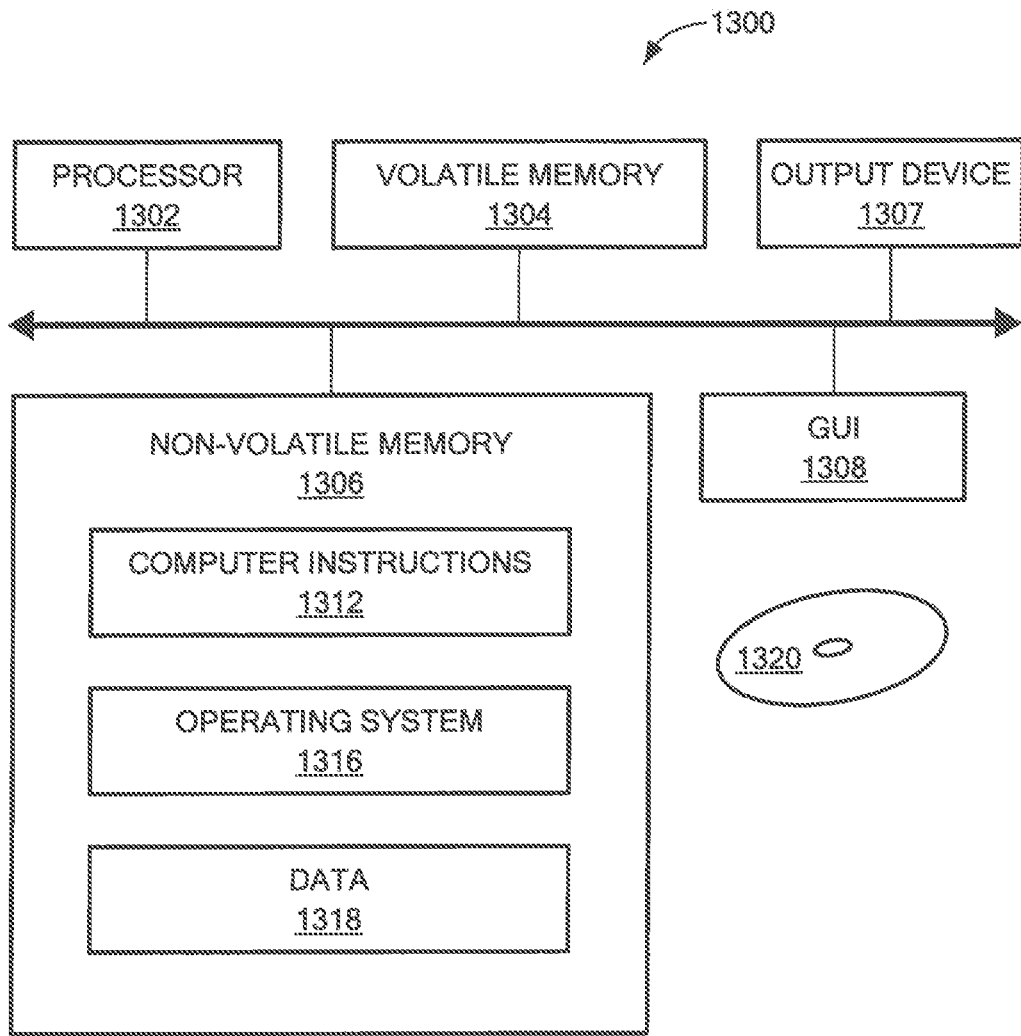 1300
PROCESSOR
1302
VOLATILE MEMORY
1304
OUTPUT DEVICE
1307
NON-VOLATILE MEMORY
1306
COMPUTER INSTRUCTIONS
1312
OPERATING SYSTEM
1316
DATA
1318
GUI
1308
1320